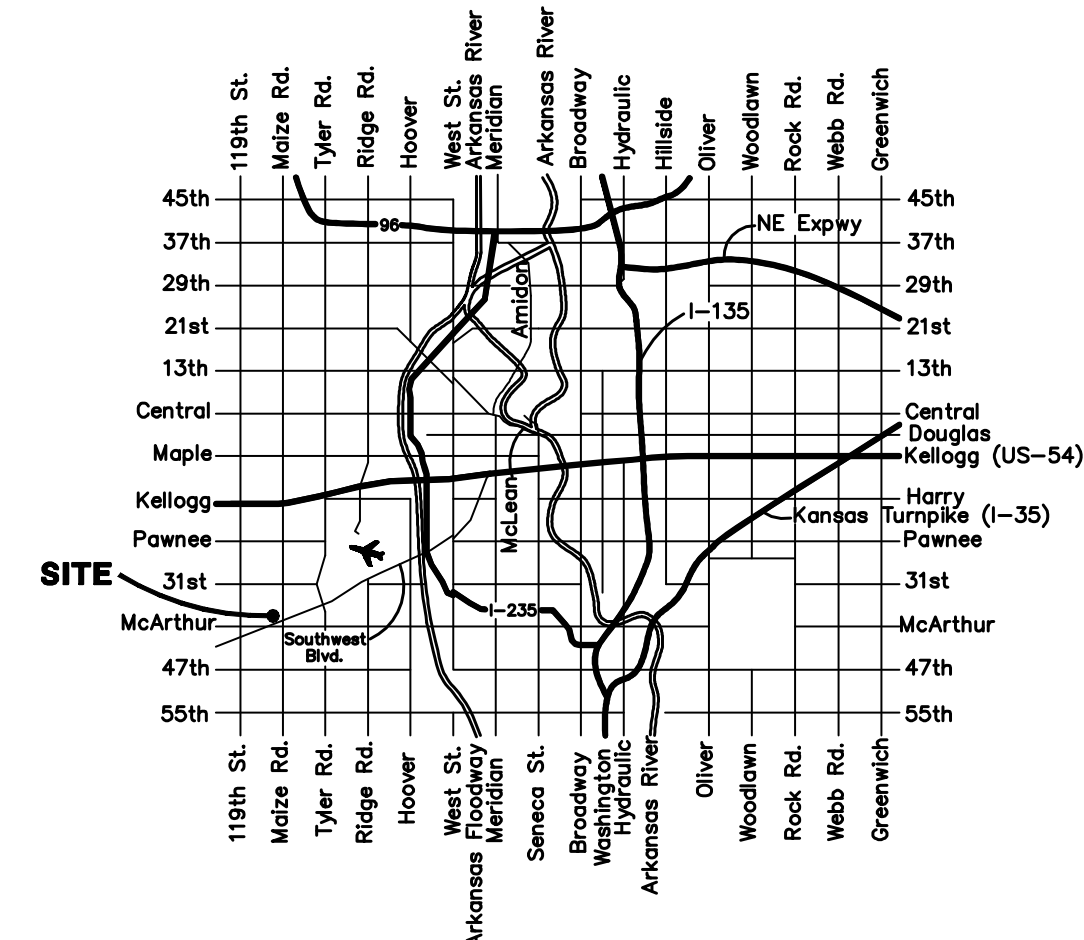 119th St.
Maize Rd.
Tyler Rd.
Ridge Rd.
Hoover
West St.
Arkansas River
Meridian
Arkansas River
Broadway
Hydraulic
Hillside
Oliver
Woodlawn
Rock Rd.
Webb Rd.
Greenwich
45th
45th
96
NE Expwy
37th
37th
29th
29th
Amidon
I-135
21st
21st
13th
13th
Central
Central
Douglas
Maple
Kellogg (US-54)
Kellogg
McLean
Harry
Kansas Turnpike (I-35)
Pawnee
Pawnee
SITE
31st
31st
I-235
McArthur
McArthur
Southwest
Blvd.
47th
47th
55th
55th
119th St.
Maize Rd.
Tyler Rd.
Ridge Rd.
Hoover
West St.
Arkansas Floodway
Meridian
Seneca St.
Broadway
Washington
Hydraulic
Arkansas River
Oliver
Woodlawn
Rock Rd.
Webb Rd.
Greenwich